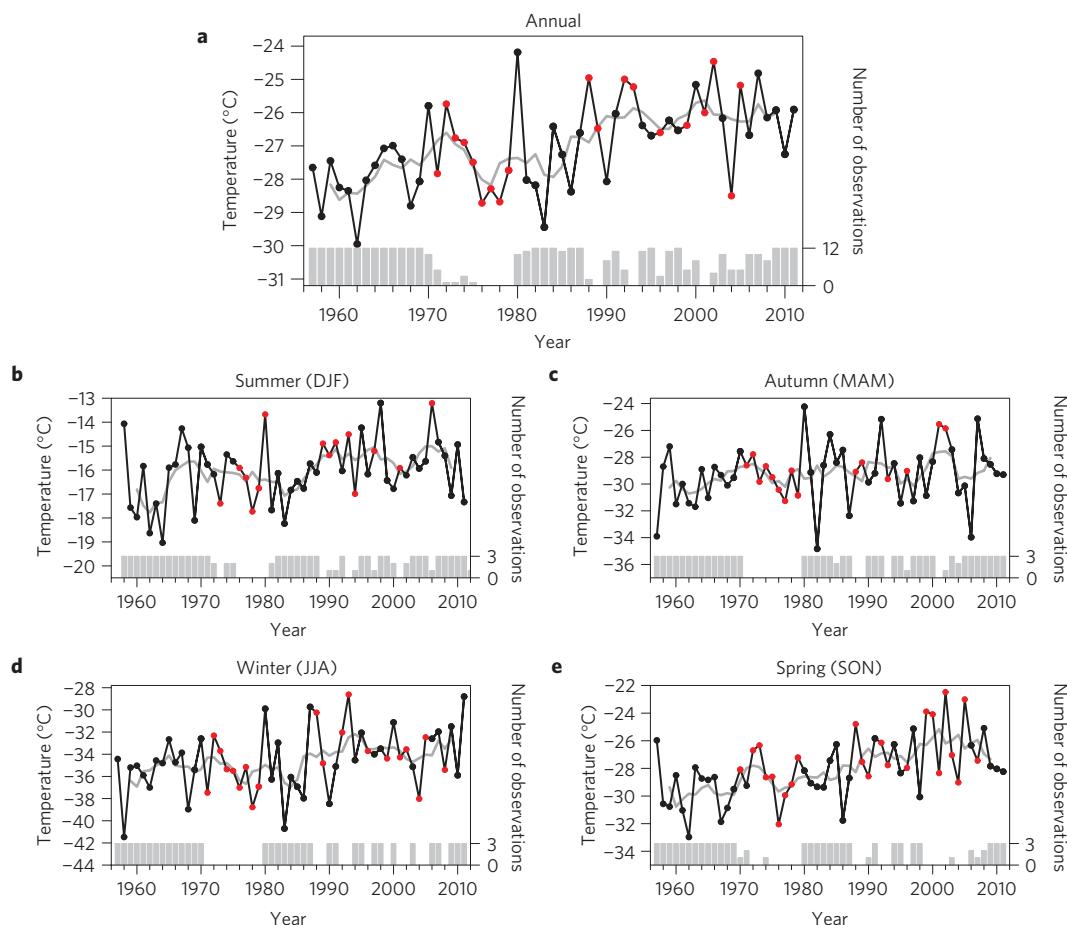 Annual
a
−24
−25
−26
−27
−28
−29
−30
−31
Temperature (°C)
Number of observations
12
0
1960 1970 1980 1990 2000 2010
Year
b
Summer (DJF)
−13
−14
−15
−16
−17
−18
−19
−20
Temperature (°C)
Number of observations
3
0
1960 1970 1980 1990 2000 2010
Year
c
Autumn (MAM)
−24
−26
−28
−30
−32
−34
−36
Temperature (°C)
Number of observations
3
0
1960 1970 1980 1990 2000 2010
Year
d
Winter (JJA)
−28
−30
−32
−34
−36
−38
−40
−42
−44
Temperature (°C)
Number of observations
3
0
1960 1970 1980 1990 2000 2010
Year
e
Spring (SON)
−22
−24
−26
−28
−30
−32
−34
Temperature (°C)
Number of observations
3
0
1960 1970 1980 1990 2000 2010
Year